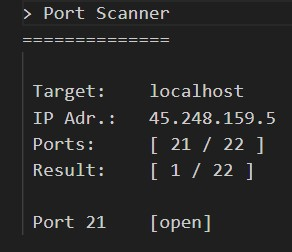 > Port Scanner
==============
Target: localhost
IP Adr.: 45.248.159.5
Ports: [ 21 / 22 ]
Result: [ 1 / 22 ]
Port 21 [open]